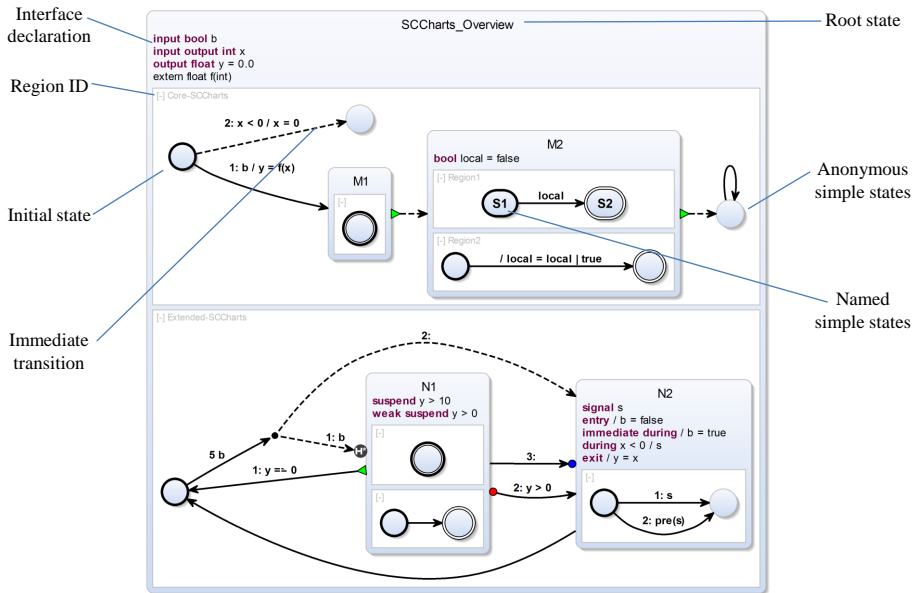 Interface
declaration
SCCharts_Overview
Root state
input bool b
input output int x
output float y = 0.0
extern float f(int)
Region ID
[-] Core-SCCharts
2: x < 0 / x = 0
1: b / y = f(x)
M1
[-]
M2
bool local = false
[-] Region1
S1
local
S2
[-] Region2
/ local = local | true
Anonymous
simple states
Initial state
Named
simple states
Immediate
transition
[-] Extended-SCCharts
2:
N1
suspend y > 10
weak suspend y > 0
[-]
[-]
1: b
H
5 b
1: y == 0
3:
2: y > 0
N2
signal s
entry / b = false
immediate during / b = true
during x < 0 / s
exit / y = x
[-]
1: s
2: pre(s)